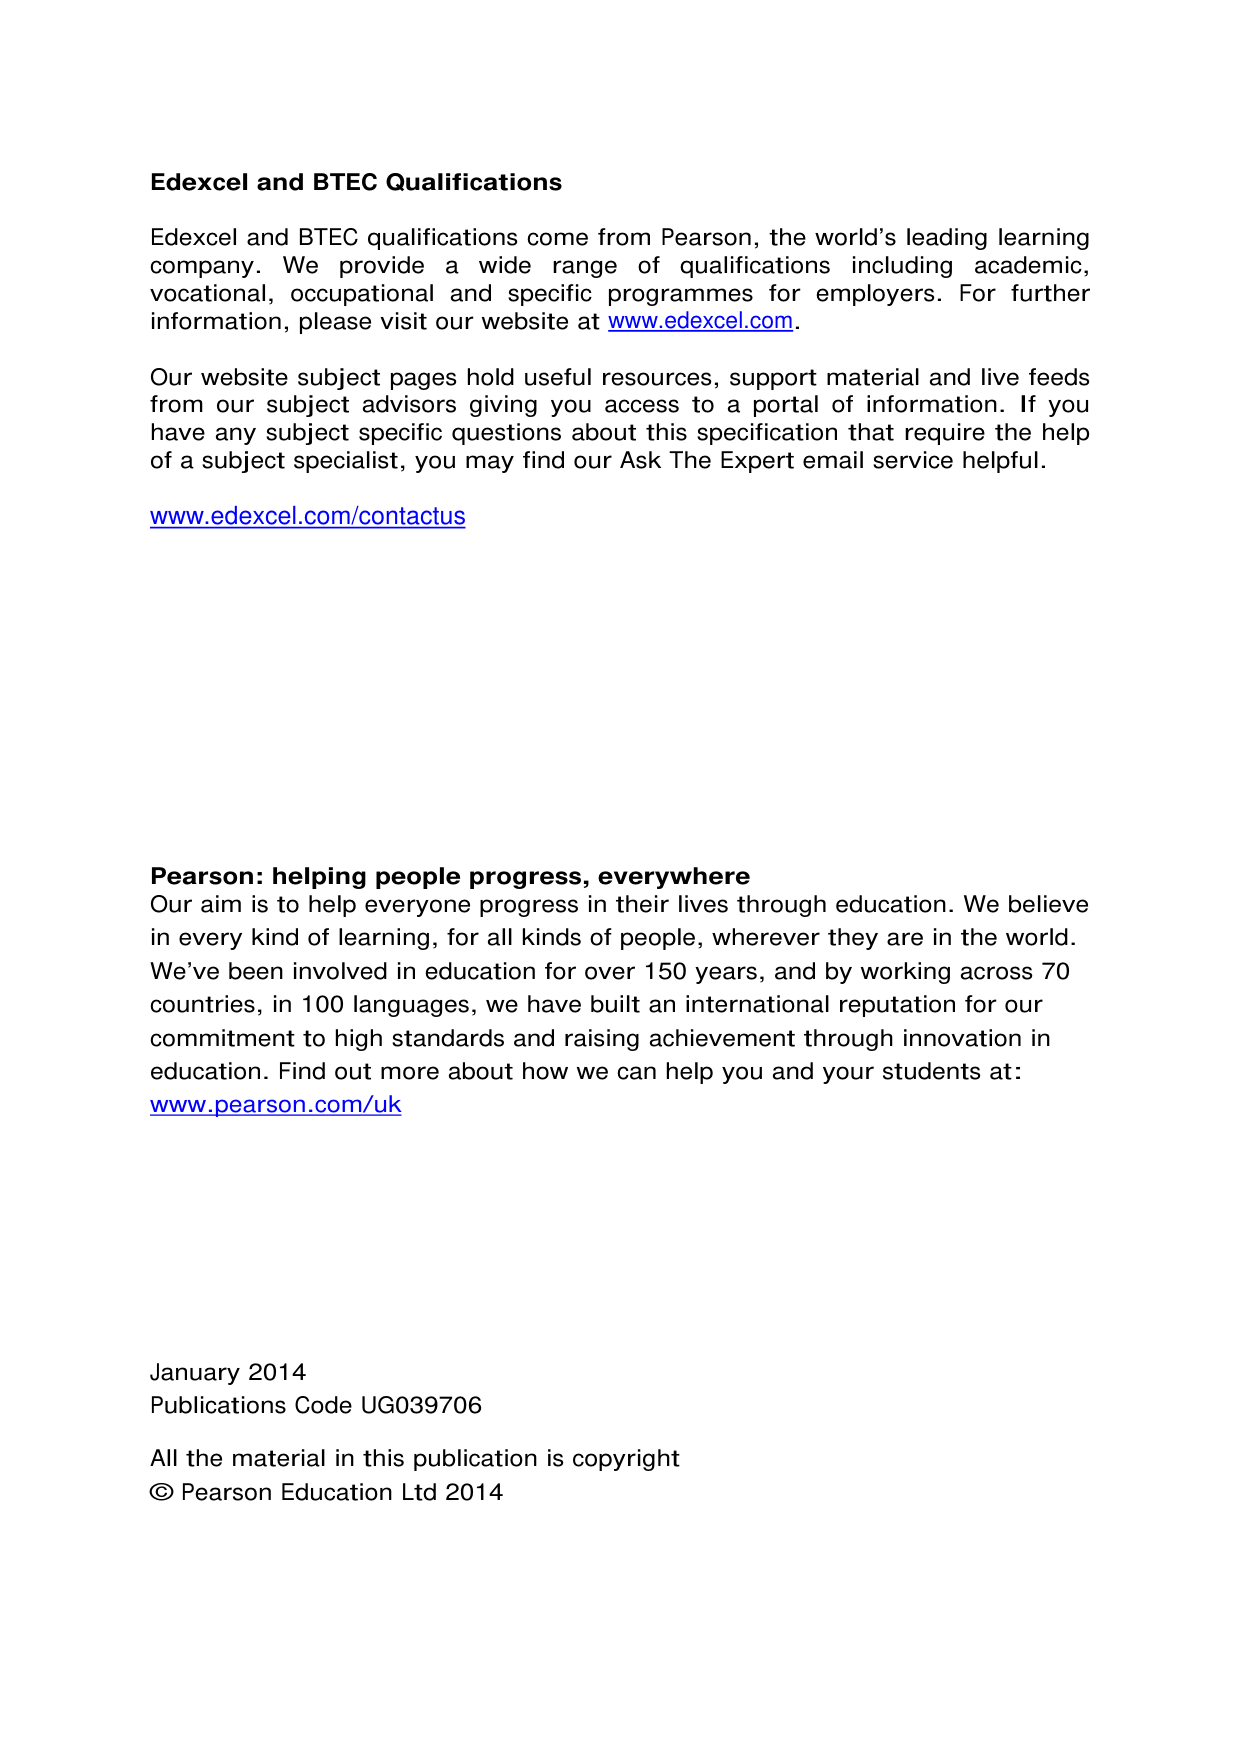 Edexcel and BTEC Qualifications
Edexcel and BTEC qualifications come from Pearson, the world’s leading learning
company. We provide a wide range of qualifications including academic,
vocational, occupational and specific programmes for employers. For further
information, please visit our website at www.edexcel.com.
Our website subject pages hold useful resources, support material and live feeds
from our subject advisors giving you access to a portal of information. If you
have any subject specific questions about this specification that require the help
of a subject specialist, you may find our Ask The Expert email service helpful.
www.edexcel.com/contactus
Pearson: helping people progress, everywhere
Our aim is to help everyone progress in their lives through education. We believe
in every kind of learning, for all kinds of people, wherever they are in the world.
We’ve been involved in education for over 150 years, and by working across 70
countries, in 100 languages, we have built an international reputation for our
commitment to high standards and raising achievement through innovation in
education. Find out more about how we can help you and your students at:
www.pearson.com/uk
January 2014
Publications Code UG039706
All the material in this publication is copyright
© Pearson Education Ltd 2014